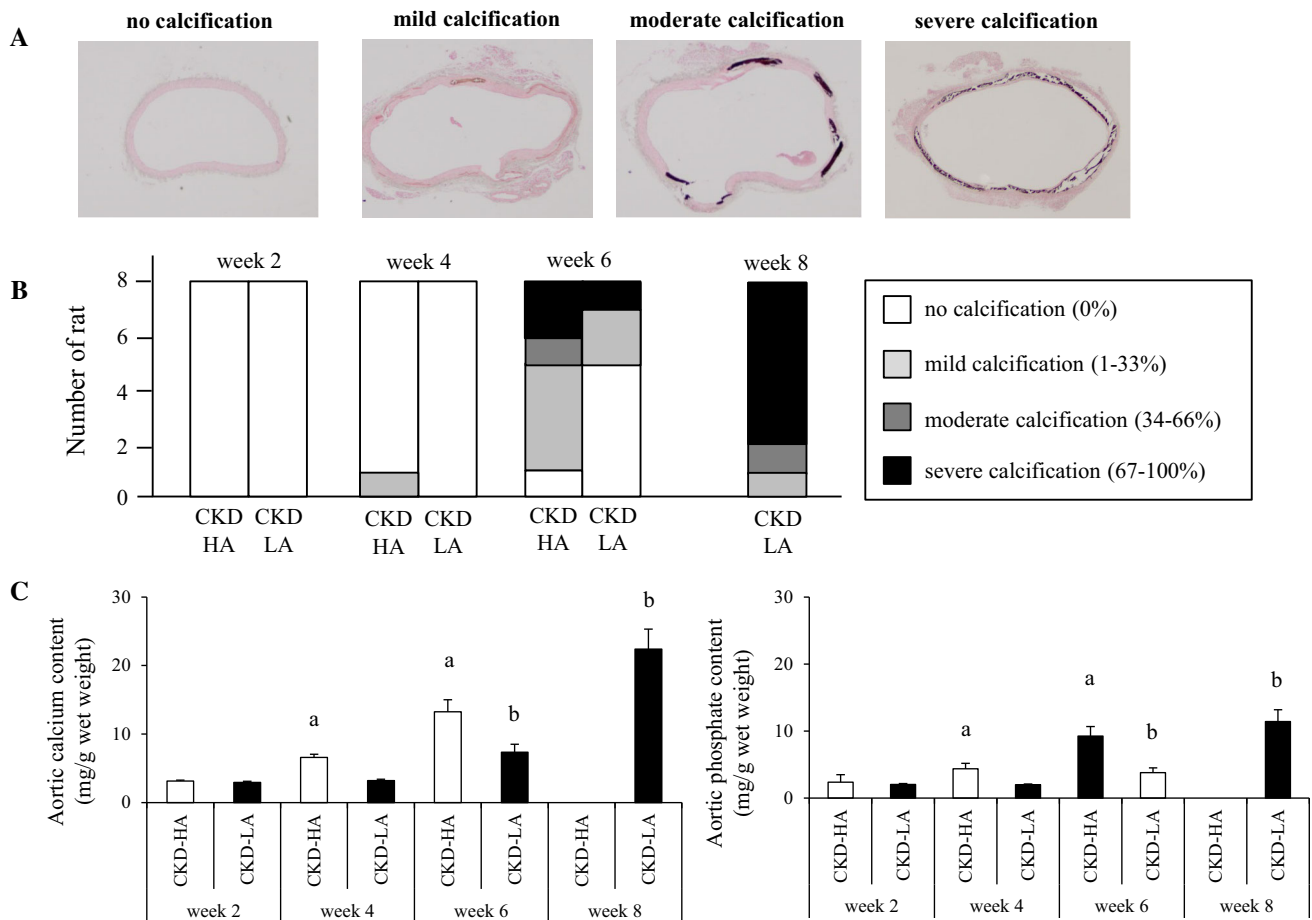 A
no calcification
mild calcification
moderate calcification
severe calcification
B
Number of rat
8
6
4
2
0
week 2
week 4
week 6
week 8
CKD
HA
CKD
LA
CKD
HA
CKD
LA
CKD
HA
CKD
LA
CKD
LA
no calcification (0%)
mild calcification (1-33%)
moderate calcification (34-66%)
severe calcification (67-100%)
C
Aortic calcium content
(mg/g wet weight)
30
20
10
0
a
a
b
b
CKD-HA
CKD-LA
CKD-HA
CKD-LA
CKD-HA
CKD-LA
CKD-HA
CKD-LA
week 2
week 4
week 6
week 8
Aortic phosphate content
(mg/g wet weight)
30
20
10
0
a
a
b
b
CKD-HA
CKD-LA
CKD-HA
CKD-LA
CKD-HA
CKD-LA
CKD-HA
CKD-LA
week 2
week 4
week 6
week 8